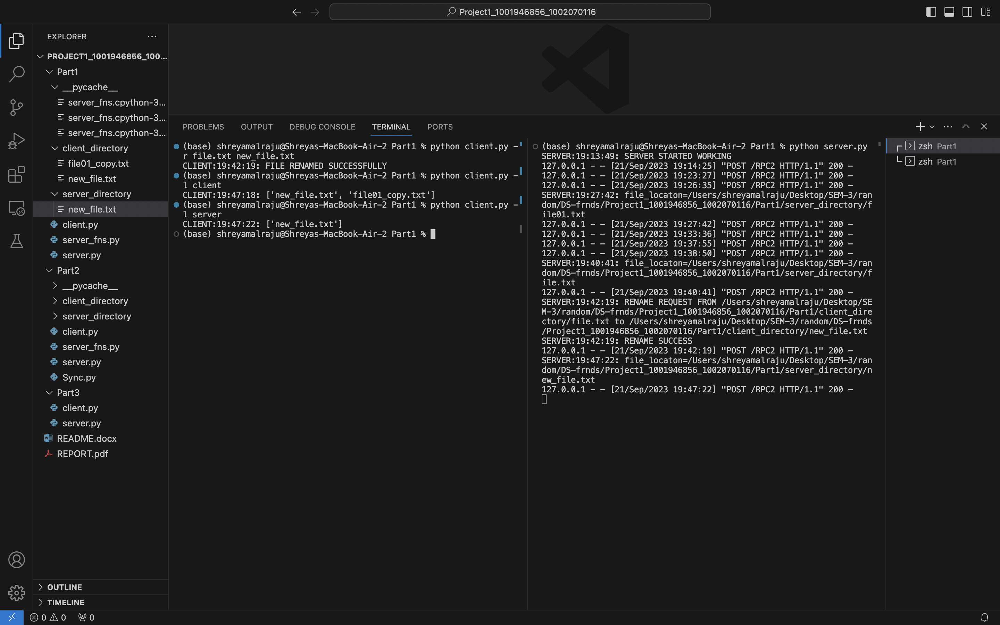 Project1_1001946856_1002070116
EXPLORER
PROJECT1_1001946856_100...
Part1
__pycache__
server_fns.cpython-3...
server_fns.cpython-3...
server_fns.cpython-3...
client_directory
file01_copy.txt
new_file.txt
server_directory
new_file.txt
client.py
server_fns.py
server.py
Part2
__pycache__
client_directory
server_directory
client.py
server_fns.py
server.py
Sync.py
Part3
client.py
server.py
README.docx
REPORT.pdf
OUTLINE
TIMELINE
PROBLEMS OUTPUT DEBUG CONSOLE TERMINAL PORTS
(base) shreyamalraju@Shreyas-MacBook-Air-2 Part1 % python client.py -
r file.txt new_file.txt
CLIENT:19:42:19: FILE RENAMED SUCCESSFULLY
(base) shreyamalraju@Shreyas-MacBook-Air-2 Part1 % python client.py -
l client
CLIENT:19:47:18: ['new_file.txt', 'file01_copy.txt']
(base) shreyamalraju@Shreyas-MacBook-Air-2 Part1 % python client.py -
l server
CLIENT:19:47:22: ['new_file.txt']
(base) shreyamalraju@Shreyas-MacBook-Air-2 Part1 %
(base) shreyamalraju@Shreyas-MacBook-Air-2 Part1 % python server.py
SERVER:19:13:49: SERVER STARTED WORKING
127.0.0.1 - - [21/Sep/2023 19:14:25] "POST /RPC2 HTTP/1.1" 200 -
127.0.0.1 - - [21/Sep/2023 19:23:27] "POST /RPC2 HTTP/1.1" 200 -
127.0.0.1 - - [21/Sep/2023 19:26:35] "POST /RPC2 HTTP/1.1" 200 -
SERVER:19:27:42: file_locaton=/Users/shreyamalraju/Desktop/SEM-3/ran
dom/DS-frnds/Project1_1001946856_1002070116/Part1/server_directory/f
ile01.txt
127.0.0.1 - - [21/Sep/2023 19:27:42] "POST /RPC2 HTTP/1.1" 200 -
127.0.0.1 - - [21/Sep/2023 19:33:36] "POST /RPC2 HTTP/1.1" 200 -
127.0.0.1 - - [21/Sep/2023 19:37:55] "POST /RPC2 HTTP/1.1" 200 -
127.0.0.1 - - [21/Sep/2023 19:38:50] "POST /RPC2 HTTP/1.1" 200 -
SERVER:19:40:41: file_locaton=/Users/shreyamalraju/Desktop/SEM-3/ran
dom/DS-frnds/Project1_1001946856_1002070116/Part1/server_directory/f
ile.txt
127.0.0.1 - - [21/Sep/2023 19:40:41] "POST /RPC2 HTTP/1.1" 200 -
SERVER:19:42:19: RENAME REQUEST FROM /Users/shreyamalraju/Desktop/SE
M-3/random/DS-frnds/Project1_1001946856_1002070116/Part1/client_dire
ctory/file.txt to /Users/shreyamalraju/Desktop/SEM-3/random/DS-frnds
/Project1_1001946856_1002070116/Part1/client_directory/new_file.txt
SERVER:19:42:19: RENAME SUCCESS
127.0.0.1 - - [21/Sep/2023 19:42:19] "POST /RPC2 HTTP/1.1" 200 -
SERVER:19:47:22: file_locaton=/Users/shreyamalraju/Desktop/SEM-3/ran
dom/DS-frnds/Project1_1001946856_1002070116/Part1/server_directory/n
ew_file.txt
127.0.0.1 - - [21/Sep/2023 19:47:22] "POST /RPC2 HTTP/1.1" 200 -
zsh Part1
zsh Part1
0 0 0